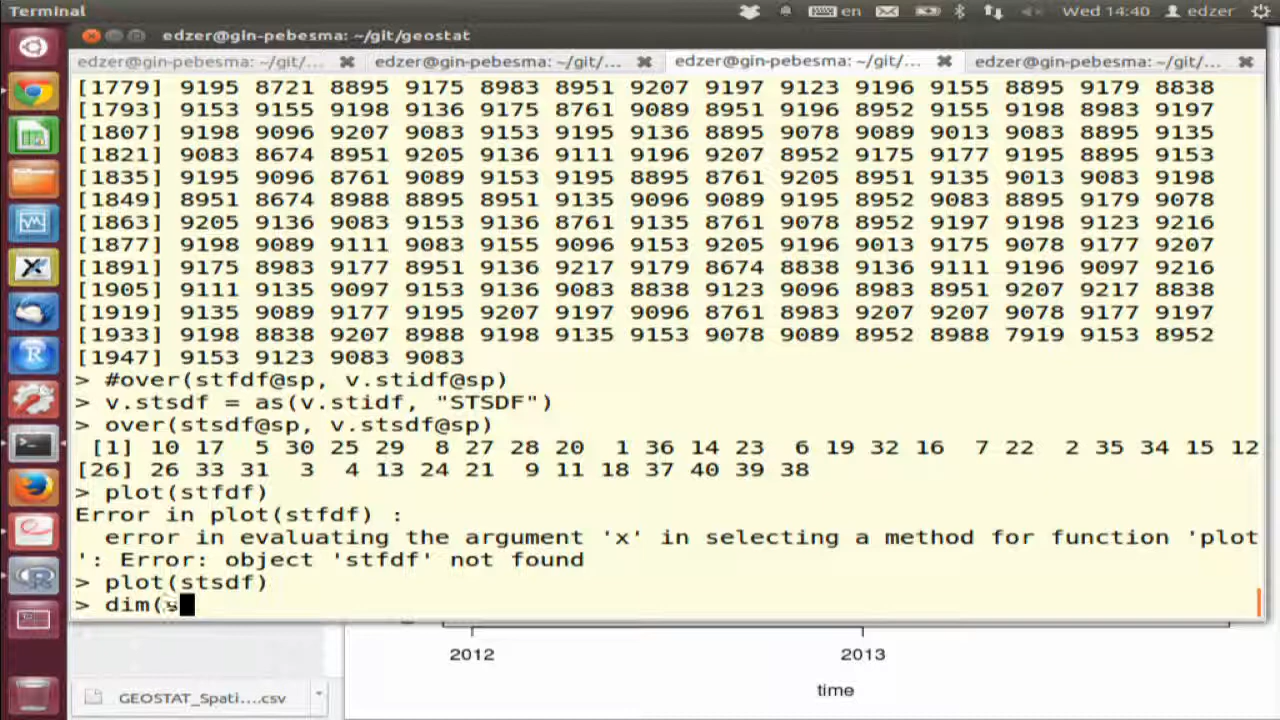 Terminal
en
Wed 14:40
edzer
edzer@gin-pebesma: ~/git/geostat
edzer@gin-pebesma: ~/git/...
edzer@gin-pebesma: ~/git/...
edzer@gin-pebesma: ~/git/...
edzer@gin-pebesma: ~/git/...
[1779] 9195 8721 8895 9175 8983 8951 9207 9197 9123 9196 9155 8895 9179 8838
[1793] 9153 9155 9198 9136 9175 8761 9089 8951 9196 8952 9155 9198 8983 9197
[1807] 9198 9096 9207 9083 9153 9195 9136 8895 9078 9089 9013 9083 8895 9135
[1821] 9083 8674 8951 9205 9136 9111 9196 9207 8952 9175 9177 9195 8895 9153
[1835] 9195 9096 8761 9089 9153 9195 8895 8761 9205 8951 9135 9013 9083 9198
[1849] 8951 8674 8988 8895 8951 9135 9096 9089 9195 8952 9083 8895 9179 9078
[1863] 9205 9136 9083 9153 9136 8761 9135 8761 9078 8952 9197 9198 9123 9216
[1877] 9198 9089 9111 9083 9155 9096 9153 9205 9196 9013 9175 9078 9177 9207
[1891] 9175 8983 9177 8951 9136 9217 9179 8674 8838 9136 9111 9196 9097 9216
[1905] 9111 9135 9097 9153 9136 9083 8838 9123 9096 8983 8951 9207 9217 8838
[1919] 9135 9089 9177 9195 9207 9197 9096 8761 8983 9207 9207 9078 9177 9197
[1933] 9198 8838 9207 8988 9198 9135 9153 9078 9089 8952 8988 7919 9153 8952
[1947] 9153 9123 9083 9083
> #over(stfdf@sp, v.stidf@sp)
> v.stsdf = as(v.stidf, "STSDF")
> over(stsdf@sp, v.stsdf@sp)
[1] 10 17 5 30 25 29 8 27 28 20 1 36 14 23 6 19 32 16 7 22 2 35 34 15 12
[26] 26 33 31 3 4 13 24 21 9 11 18 37 40 39 38
> plot(stfdf)
Error in plot(stfdf) :
error in evaluating the argument 'x' in selecting a method for function 'plot
': Error: object 'stfdf' not found
> plot(stsdf)
> dim(s
2012
2013
time
GEOSTAT_Spati....csv